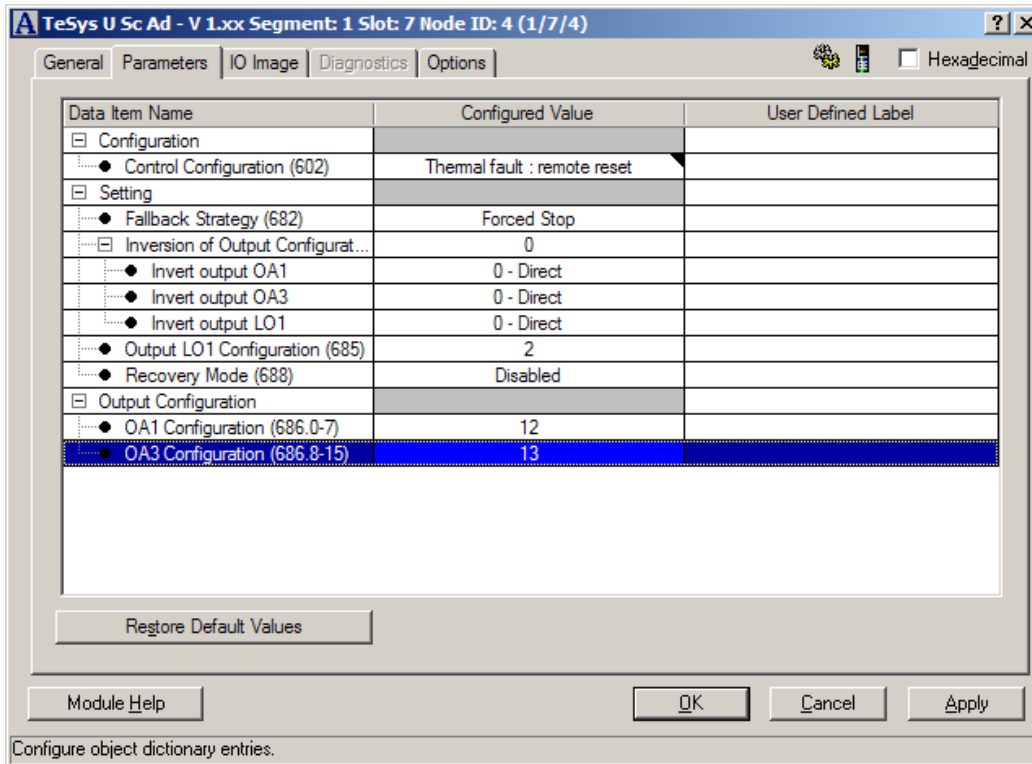 TeSys U Sc Ad - V 1.xx Segment: 1 Slot: 7 Node ID: 4 (1/7/4)
General Parameters IO Image Diagnostics Options Hexadecimal
Data Item Name Configured Value User Defined Label
Configuration
Control Configuration (602) Thermal fault : remote reset
Setting
Fallback Strategy (682) Forced Stop
Inversion of Output Configurat... 0
Invert output OA1 0 - Direct
Invert output OA3 0 - Direct
Invert output LO1 0 - Direct
Output LO1 Configuration (685) 2
Recovery Mode (688) Disabled
Output Configuration
OA1 Configuration (686.0-7) 12
OA3 Configuration (686.8-15) 13
Restore Default Values
Module Help OK Cancel Apply
Configure object dictionary entries.